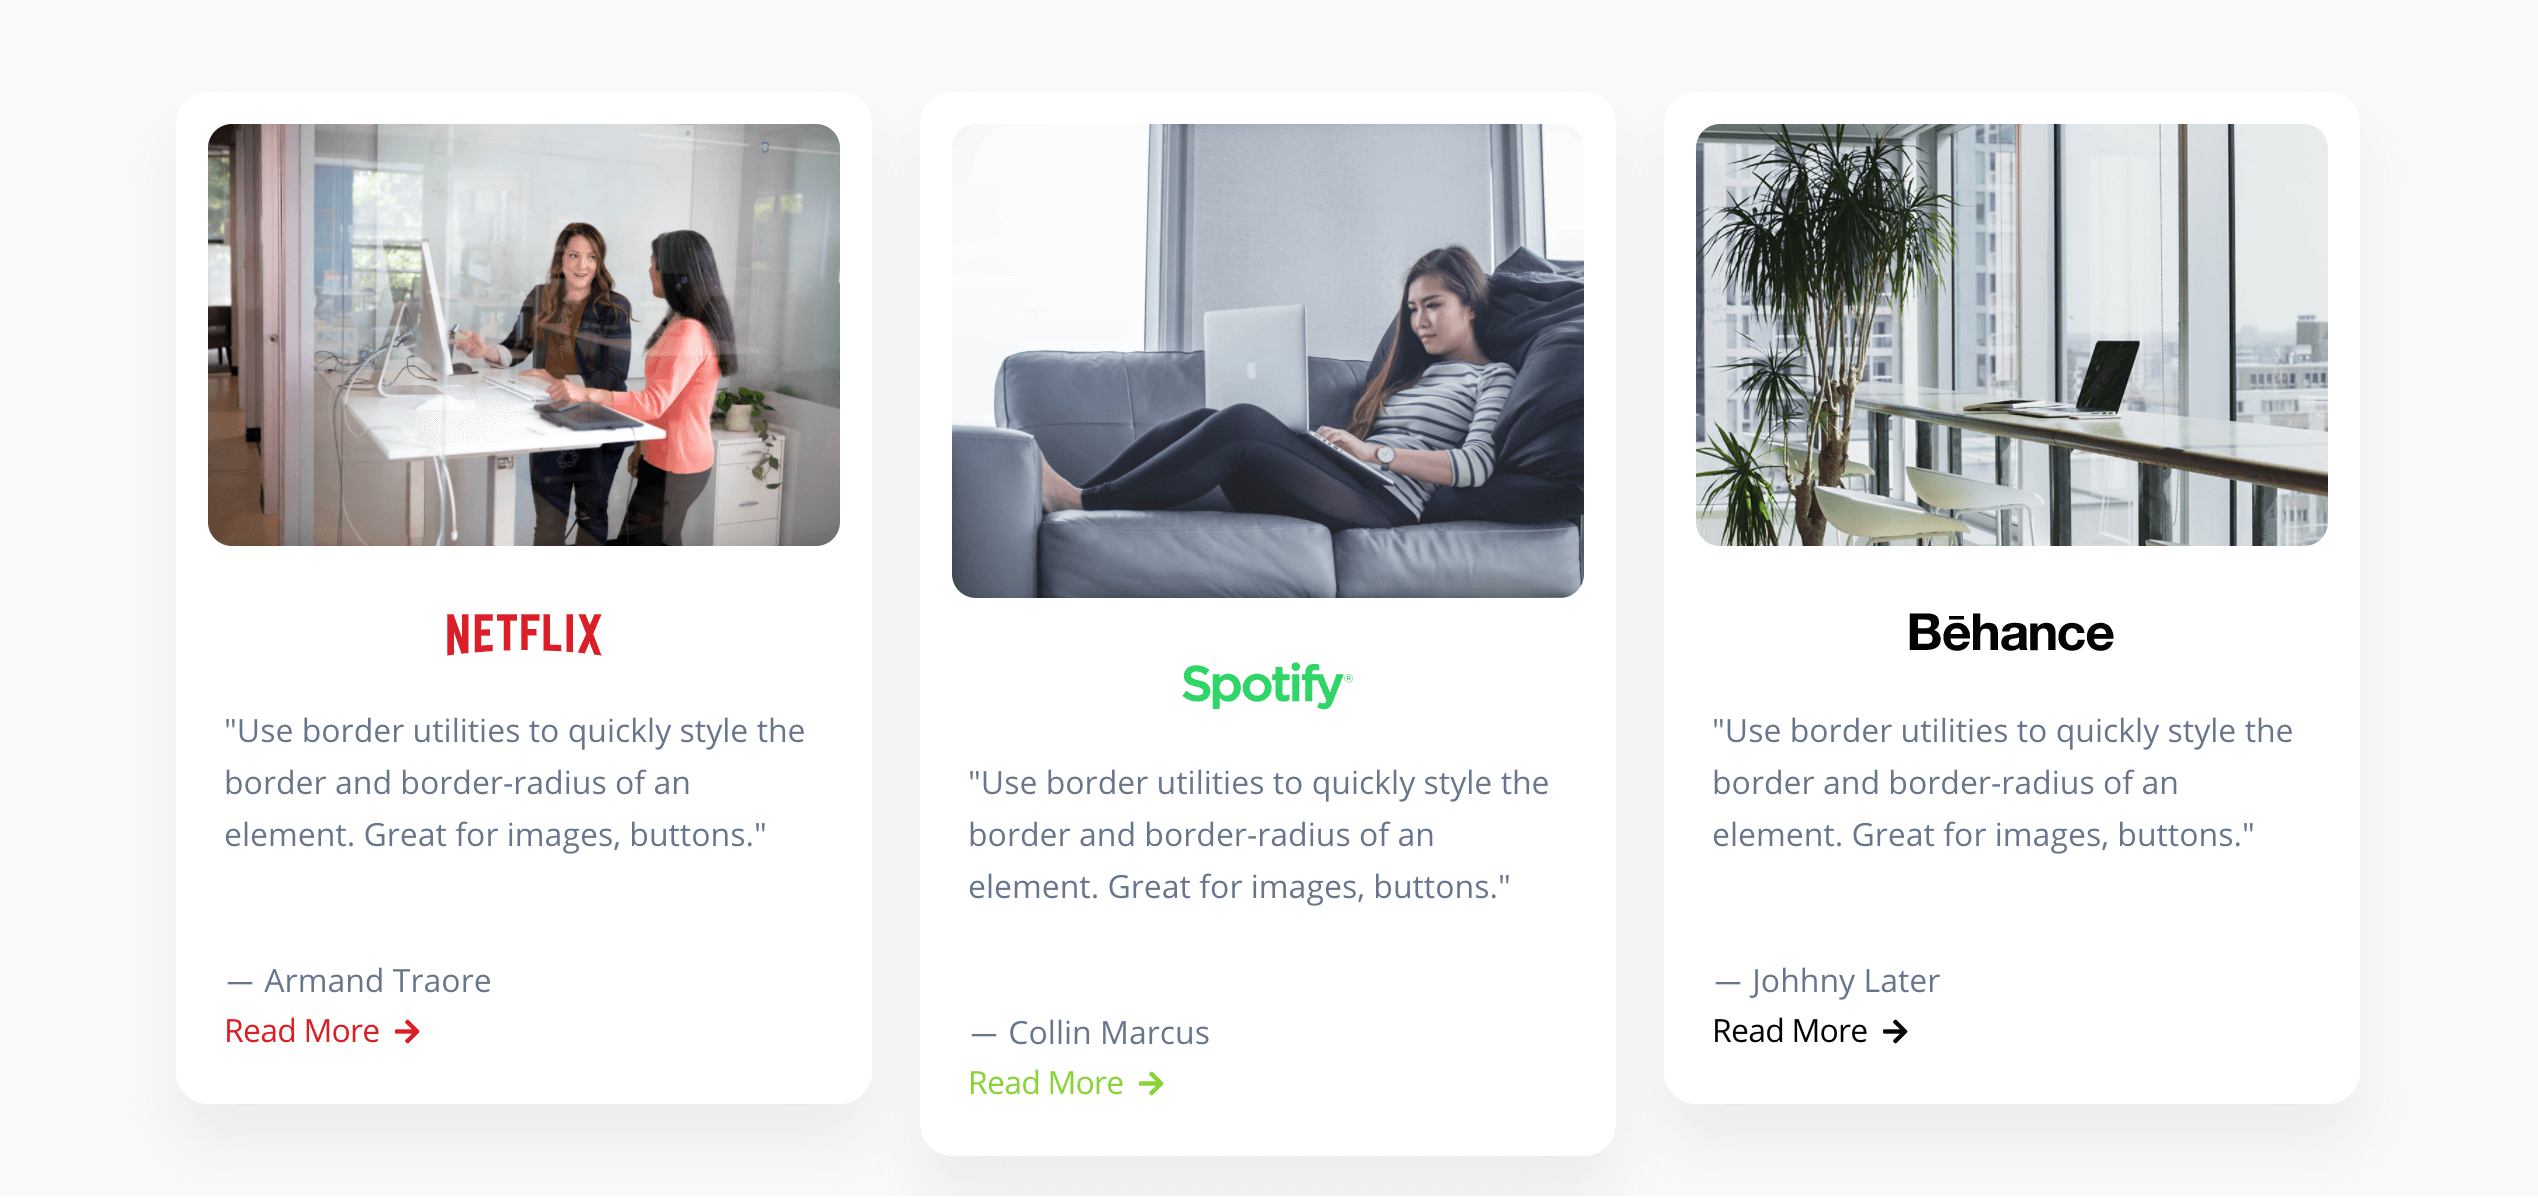 NETFLIX
"Use border utilities to quickly style the
border and border-radius of an
element. Great for images, buttons."
— Armand Traore
Read More →
Spotify®
"Use border utilities to quickly style the
border and border-radius of an
element. Great for images, buttons."
— Collin Marcus
Read More →
Bēhance
"Use border utilities to quickly style the
border and border-radius of an
element. Great for images, buttons."
— Johhny Later
Read More →